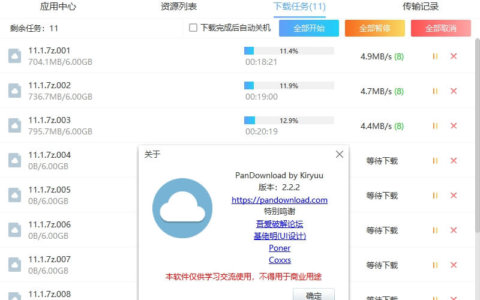 应用中心 资源列表 下载任务(11) 传输记录
剩余任务：11 下载完成后自动关机 全部开始 全部暂停 全部取消
11.1.7z.001 11.4% 4.9MB/s (8)
704.1MB/6.00GB 00:18:21
11.1.7z.002 11.9% 4.7MB/s (8)
736.7MB/6.00GB 00:19:00
11.1.7z.003 12.9% 4.4MB/s (8)
795.7MB/6.00GB 00:20:19
11.1.7z.004 等待下载
0B/6.00GB
11.1.7z.005 等待下载
0B/6.00GB
11.1.7z.006 等待下载
0B/6.00GB
11.1.7z.007 等待下载
0B/6.00GB
11.1.7z.008 等待下载
关于
PanDownload by Kiryuu
版本：2.2.2
https://pandownload.com
特别鸣谢
吾爱破解论坛
基佬明(UI设计)
Poner
Coxxs
本软件仅供学习交流使用，不得用于商业用途
确定